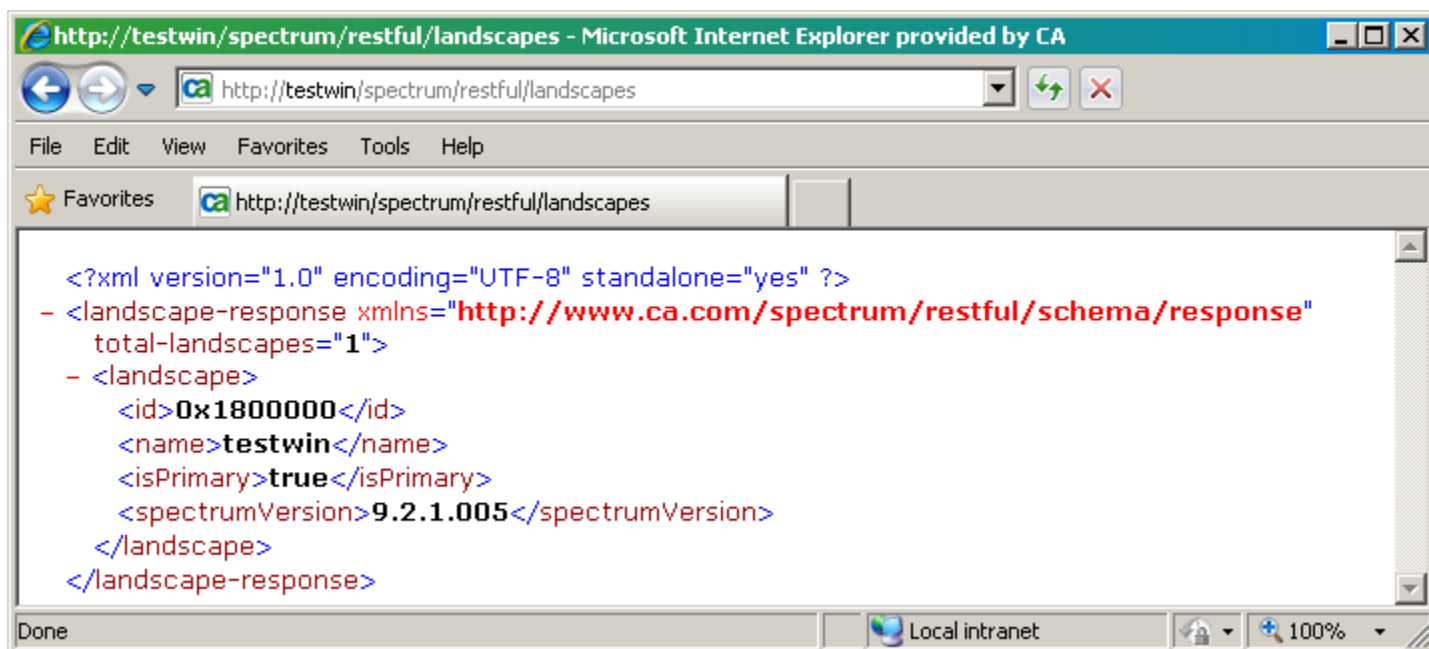 http://testwin/spectrum/restful/landscapes - Microsoft Internet Explorer provided by CA
ca http://testwin/spectrum/restful/landscapes
File Edit View Favorites Tools Help
Favorites ca http://testwin/spectrum/restful/landscapes
<?xml version="1.0" encoding="UTF-8" standalone="yes" ?>
- <landscape-response xmlns="http://www.ca.com/spectrum/restful/schema/response"
total-landscapes="1">
- <landscape>
<id>0x1800000</id>
<name>testwin</name>
<isPrimary>true</isPrimary>
<spectrumVersion>9.2.1.005</spectrumVersion>
</landscape>
</landscape-response>
Done Local intranet 100%